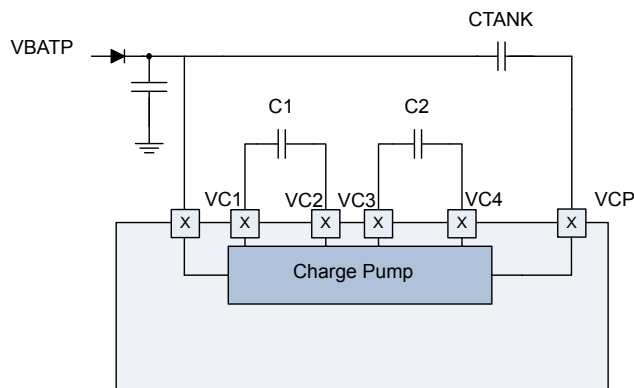 CTANK
VBATP
C1
C2
VC1
VC2
VC3
VC4
VCP
X
X
X
X
X
X
Charge Pump